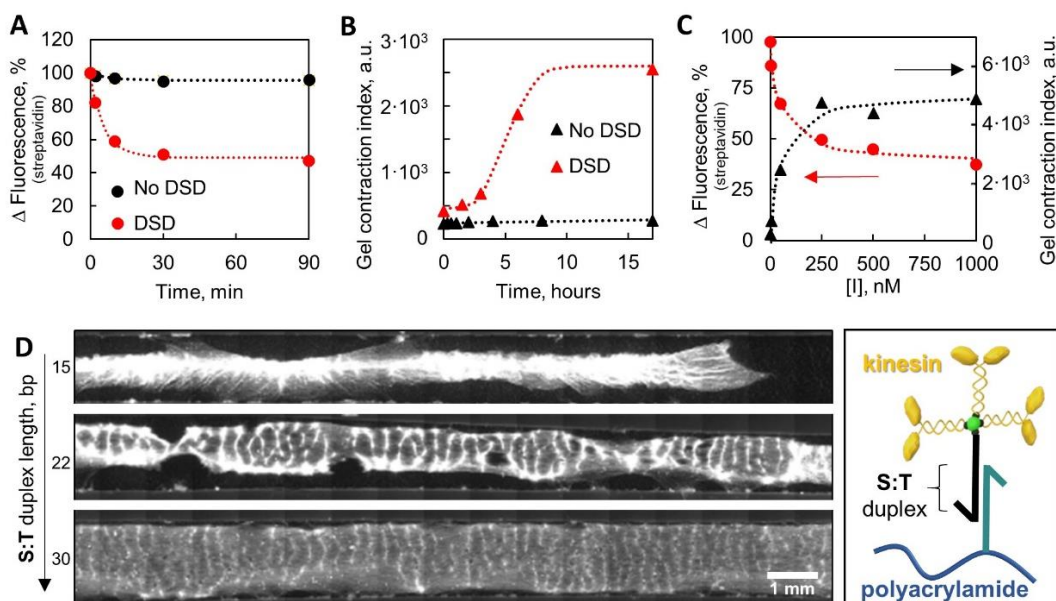 A
Δ Fluorescence, %
(streptavidin)
120
100
80
60
40
20
0
No DSD
DSD
0
30
60
90
Time, min
B
Gel contraction index, a.u.
3·10³
2·10³
1·10³
0
No DSD
DSD
0
5
10
15
Time, hours
C
Δ Fluorescence, %
(streptavidin)
100
75
50
25
0
6·10³
4·10³
2·10³
0
Gel contraction index, a.u.
0
250
500
750
1000
[I], nM
D
S:T duplex length, bp
15
22
30
1 mm
kinesin
S:T
duplex
polyacrylamide